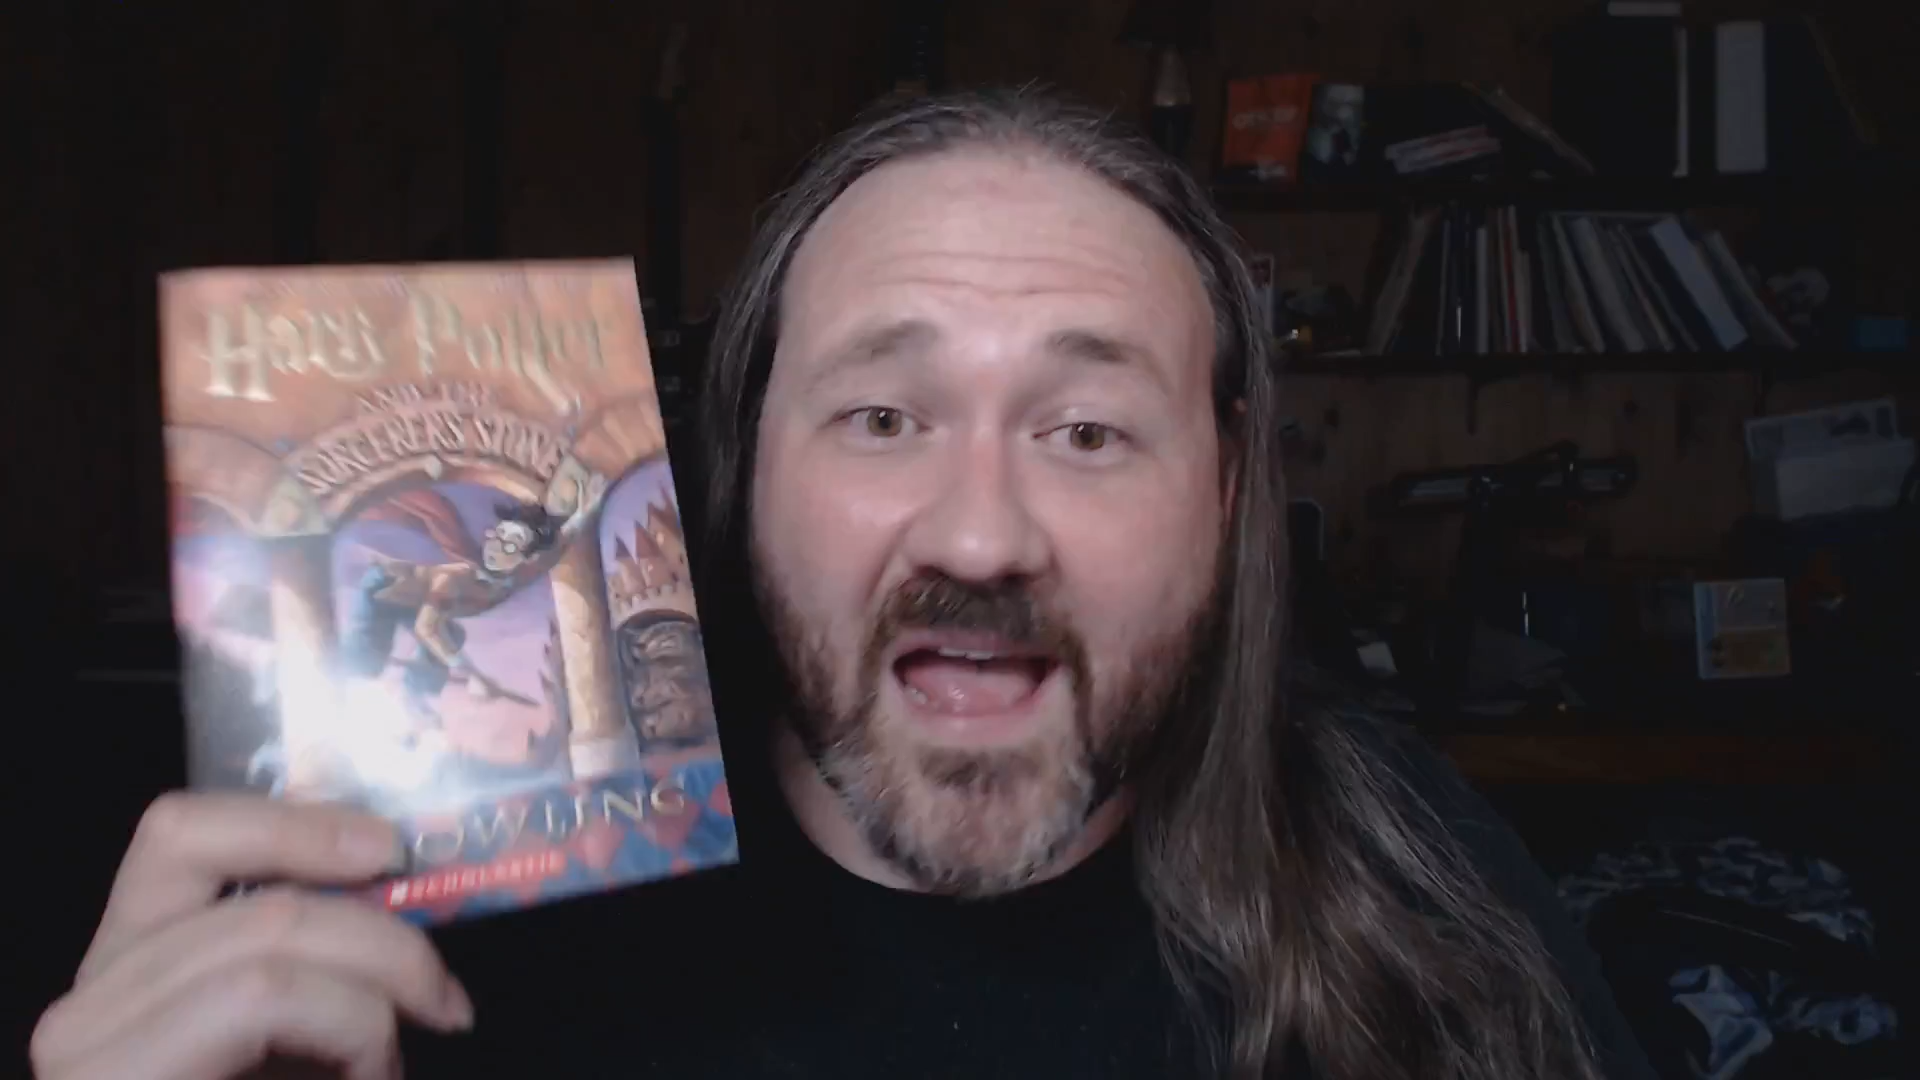 Harry Potter
AND THE
SORCERER'S STONE
ROWLING
SCHOLASTIC